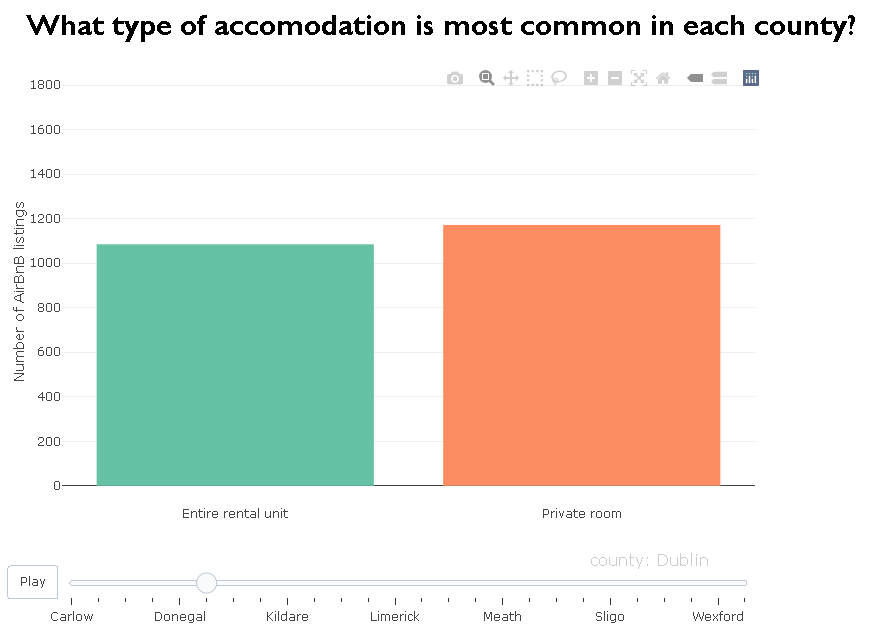 What type of accomodation is most common in each county?
1800
1600
1400
1200
1000
800
600
400
200
0
Number of AirBnB listings
Entire rental unit Private room
county: Dublin
Play
Carlow Donegal Kildare Limerick Meath Sligo Wexford